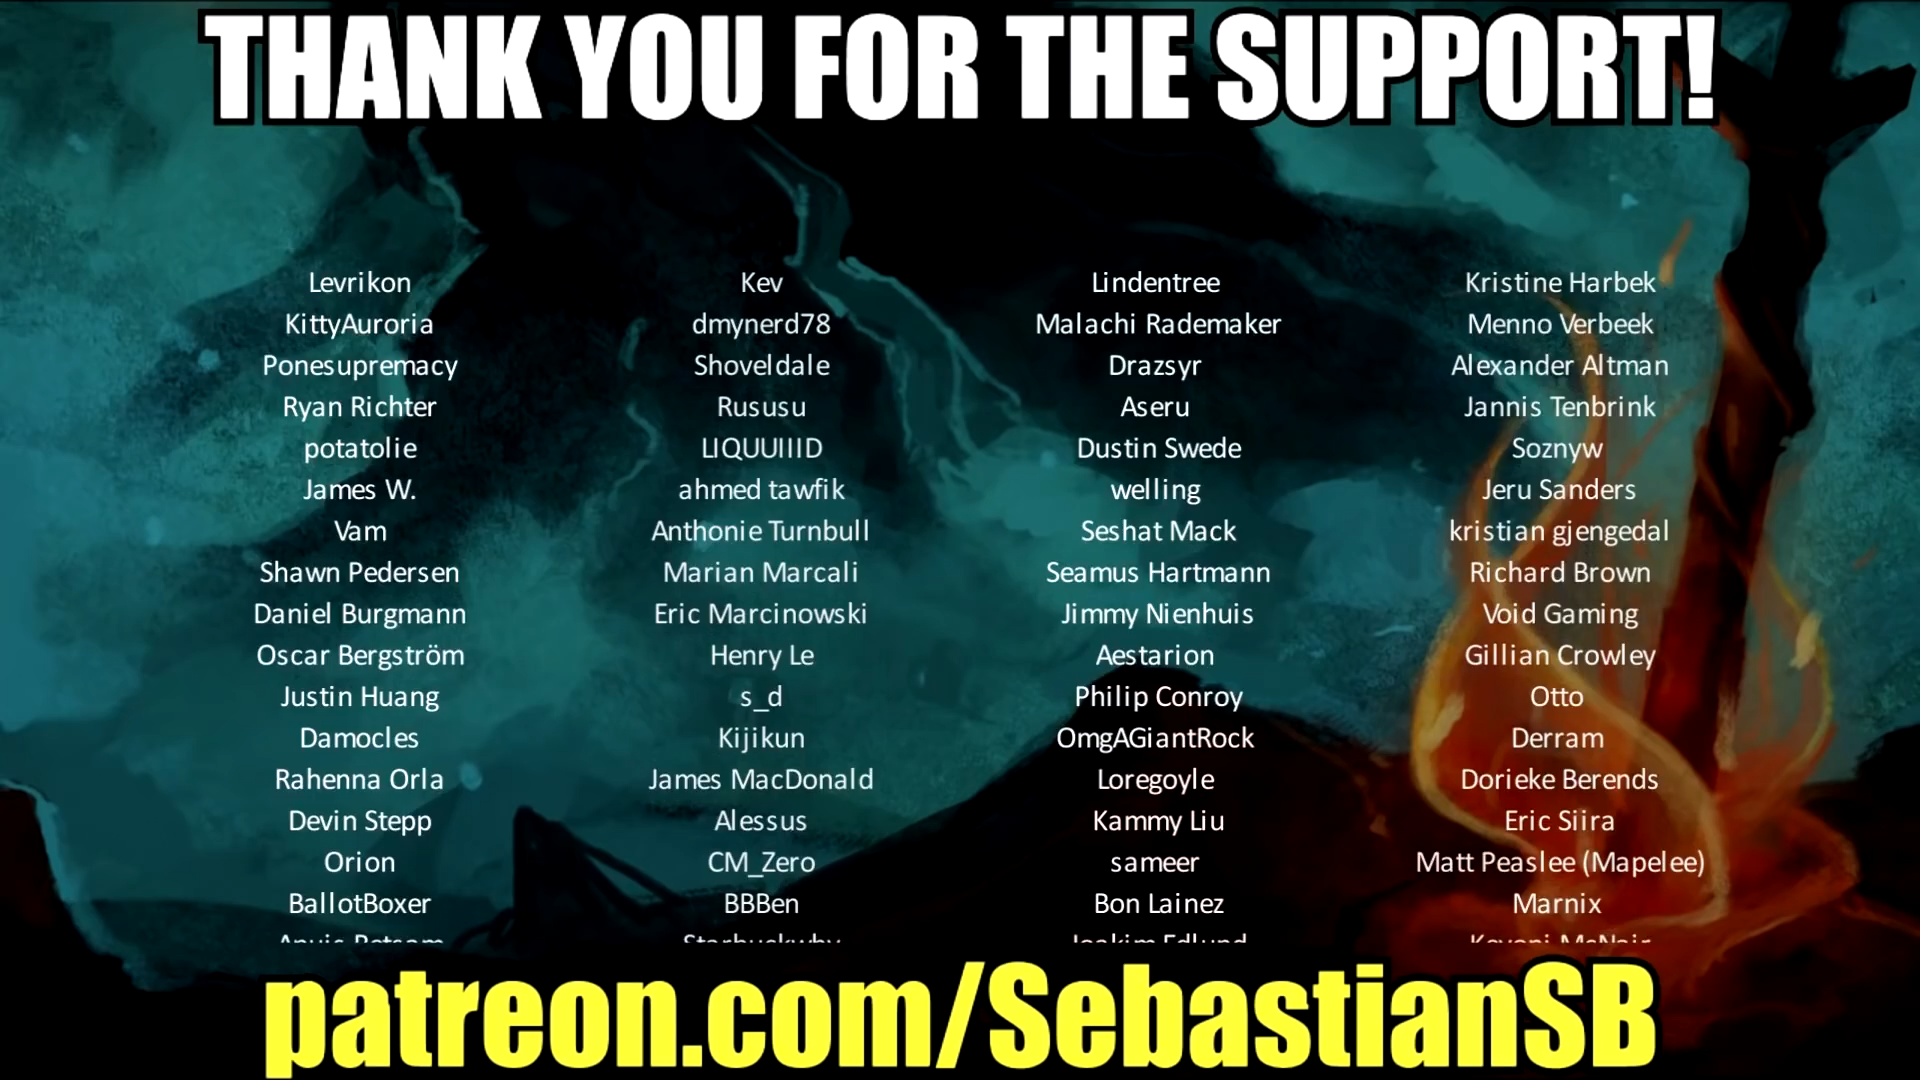 THANK YOU FOR THE SUPPORT!
Levrikon
KittyAuroria
Ponesupremacy
Ryan Richter
potatolie
James W.
Vam
Shawn Pedersen
Daniel Burgmann
Oscar Bergström
Justin Huang
Damocles
Rahenna Orla
Devin Stepp
Orion
BallotBoxer
Kev
dmynerd78
Shoveldale
Rususu
LIQUUIIID
ahmed tawfik
Anthonie Turnbull
Marian Marcali
Eric Marcinowski
Henry Le
s_d
Kijikun
James MacDonald
Alessus
CM_Zero
BBBen
Lindentree
Malachi Rademaker
Drazsyr
Aseru
Dustin Swede
welling
Seshat Mack
Seamus Hartmann
Jimmy Nienhuis
Aestarion
Philip Conroy
OmgAGiantRock
Loregoyle
Kammy Liu
sameer
Bon Lainez
Joakim Edlund
Kristine Harbek
Menno Verbeek
Alexander Altman
Jannis Tenbrink
Soznyw
Jeru Sanders
kristian gjengedal
Richard Brown
Void Gaming
Gillian Crowley
Otto
Derram
Dorieke Berends
Eric Siira
Matt Peaslee (Mapelee)
Marnix
patreon.com/SebastianSB